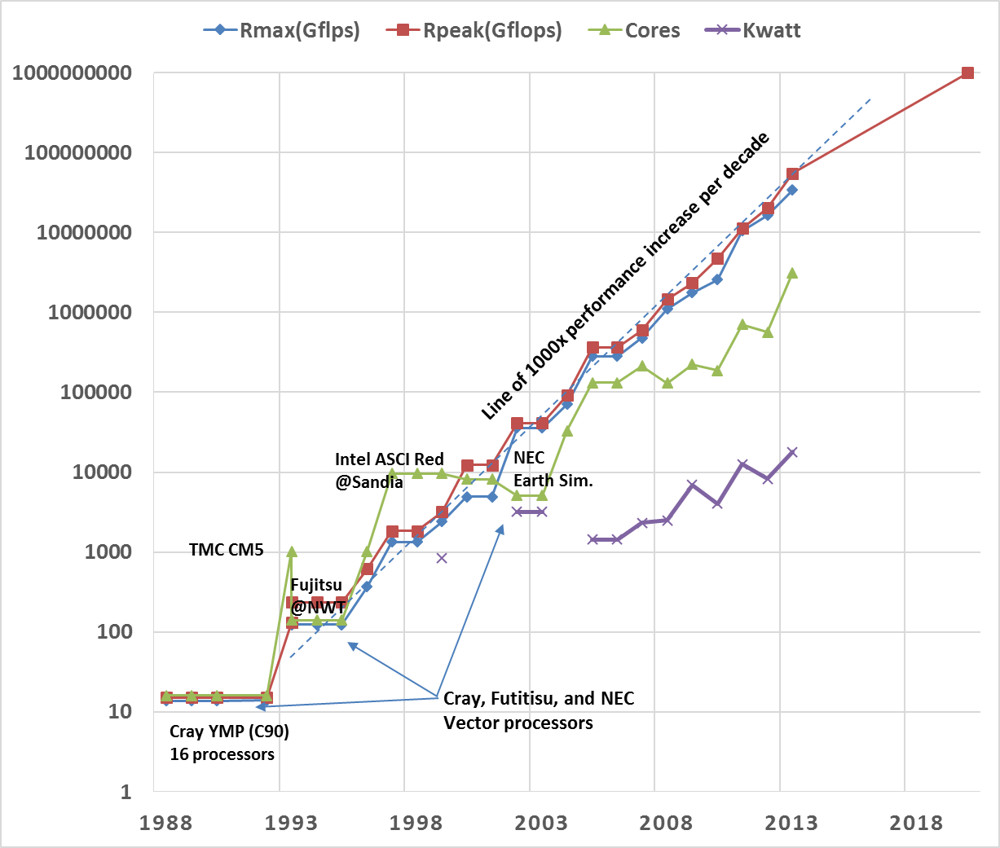 Rmax(Gflps) Rpeak(Gflops) Cores Kwatt
1000000000
100000000
10000000
1000000
100000
10000
1000
100
10
1
Line of 1000x performance increase per decade
Intel ASCI Red
@Sandia
NEC
Earth Sim.
TMC CM5
Fujitsu
@NWT
Cray, Futitisu, and NEC
Vector processors
Cray YMP (C90)
16 processors
1988 1993 1998 2003 2008 2013 2018